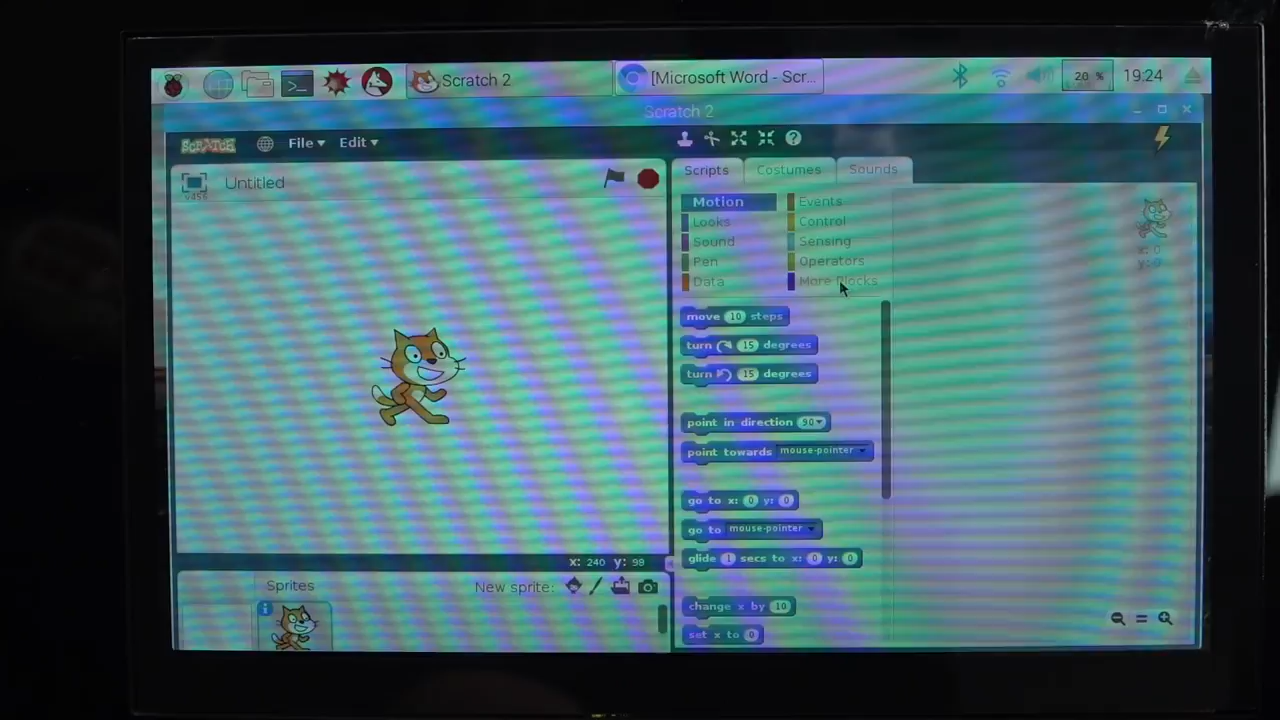 Scratch 2
[Microsoft Word - Scr...
20 %
19:24
Scratch 2
SCRATCH
File
Edit
Untitled
v456
Scripts
Costumes
Sounds
Motion
Events
Looks
Control
Sound
Sensing
Pen
Operators
Data
More Blocks
x: 0
y: 0
move 10 steps
turn 15 degrees
turn 15 degrees
point in direction 90
point towards mouse-pointer
go to x: 0 y: 0
go to mouse-pointer
glide 1 secs to x: 0 y: 0
change x by 10
set x to 0
x: 240 y: 98
Sprites
New sprite: